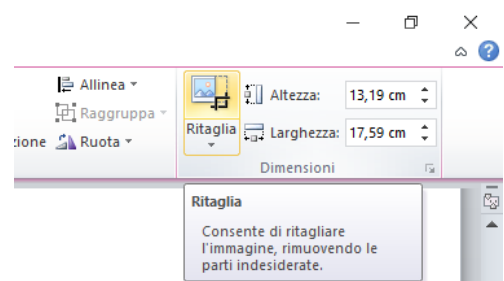 Allinea
Altezza: 13,19 cm
Raggruppa
Ritaglia
Larghezza: 17,59 cm
zione Ruota
Dimensioni
Ritaglia
Consente di ritagliare
l'immagine, rimuovendo le
parti indesiderate.